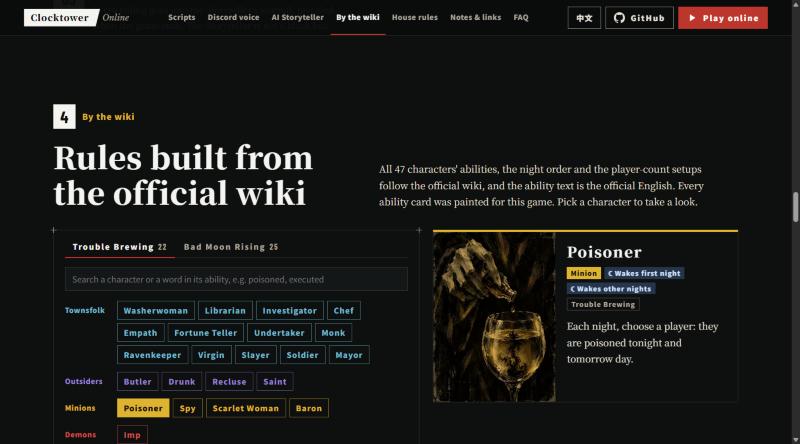 Clocktower Online
Scripts Discord voice AI Storyteller By the wiki House rules Notes & links FAQ 中文 GitHub Play online
4 By the wiki
Rules built from
the official wiki
All 47 characters' abilities, the night order and the player-count setups
follow the official wiki, and the ability text is the official English. Every
ability card was painted for this game. Pick a character to take a look.
Trouble Brewing 22 Bad Moon Rising 25
Search a character or a word in its ability, e.g. poisoned, executed
Townsfolk Washerwoman Librarian Investigator Chef
Empath Fortune Teller Undertaker Monk
Ravenkeeper Virgin Slayer Soldier Mayor
Outsiders Butler Drunk Recluse Saint
Minions Poisoner Spy Scarlet Woman Baron
Demons Imp
Poisoner
Minion ☾ Wakes first night
☾ Wakes other nights
Trouble Brewing
Each night, choose a player: they
are poisoned tonight and
tomorrow day.